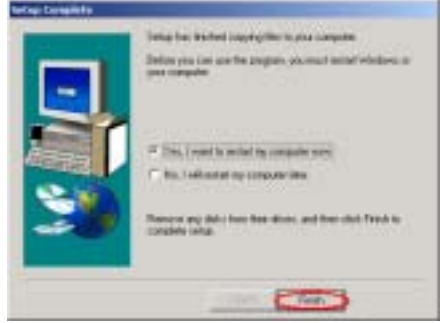 Setup Complete
Setup has finished copying files to your computer.
Before you can use the program, you must restart Windows or
your computer.
Yes, I want to restart my computer now.
No, I will restart my computer later.
Remove any disks from their drives, and then click Finish to
complete setup.
Finish